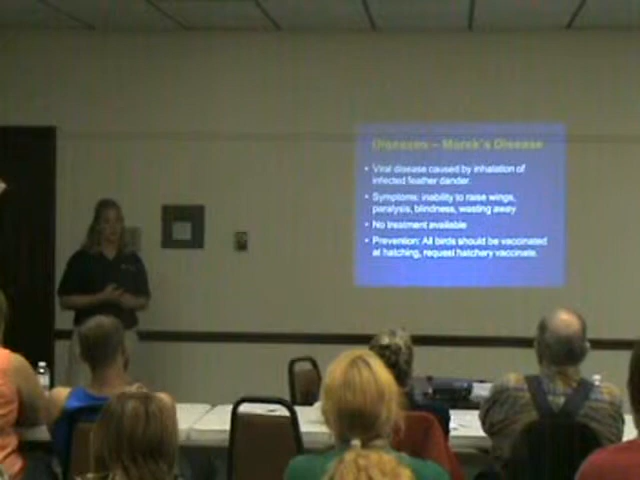 Diseases – Marek's Disease
• Viral disease caused by inhalation of
infected feather dander.
• Symptoms: inability to raise wings,
paralysis, blindness, wasting away
• No treatment available
• Prevention: All birds should be vaccinated
at hatching, request hatchery vaccinate.